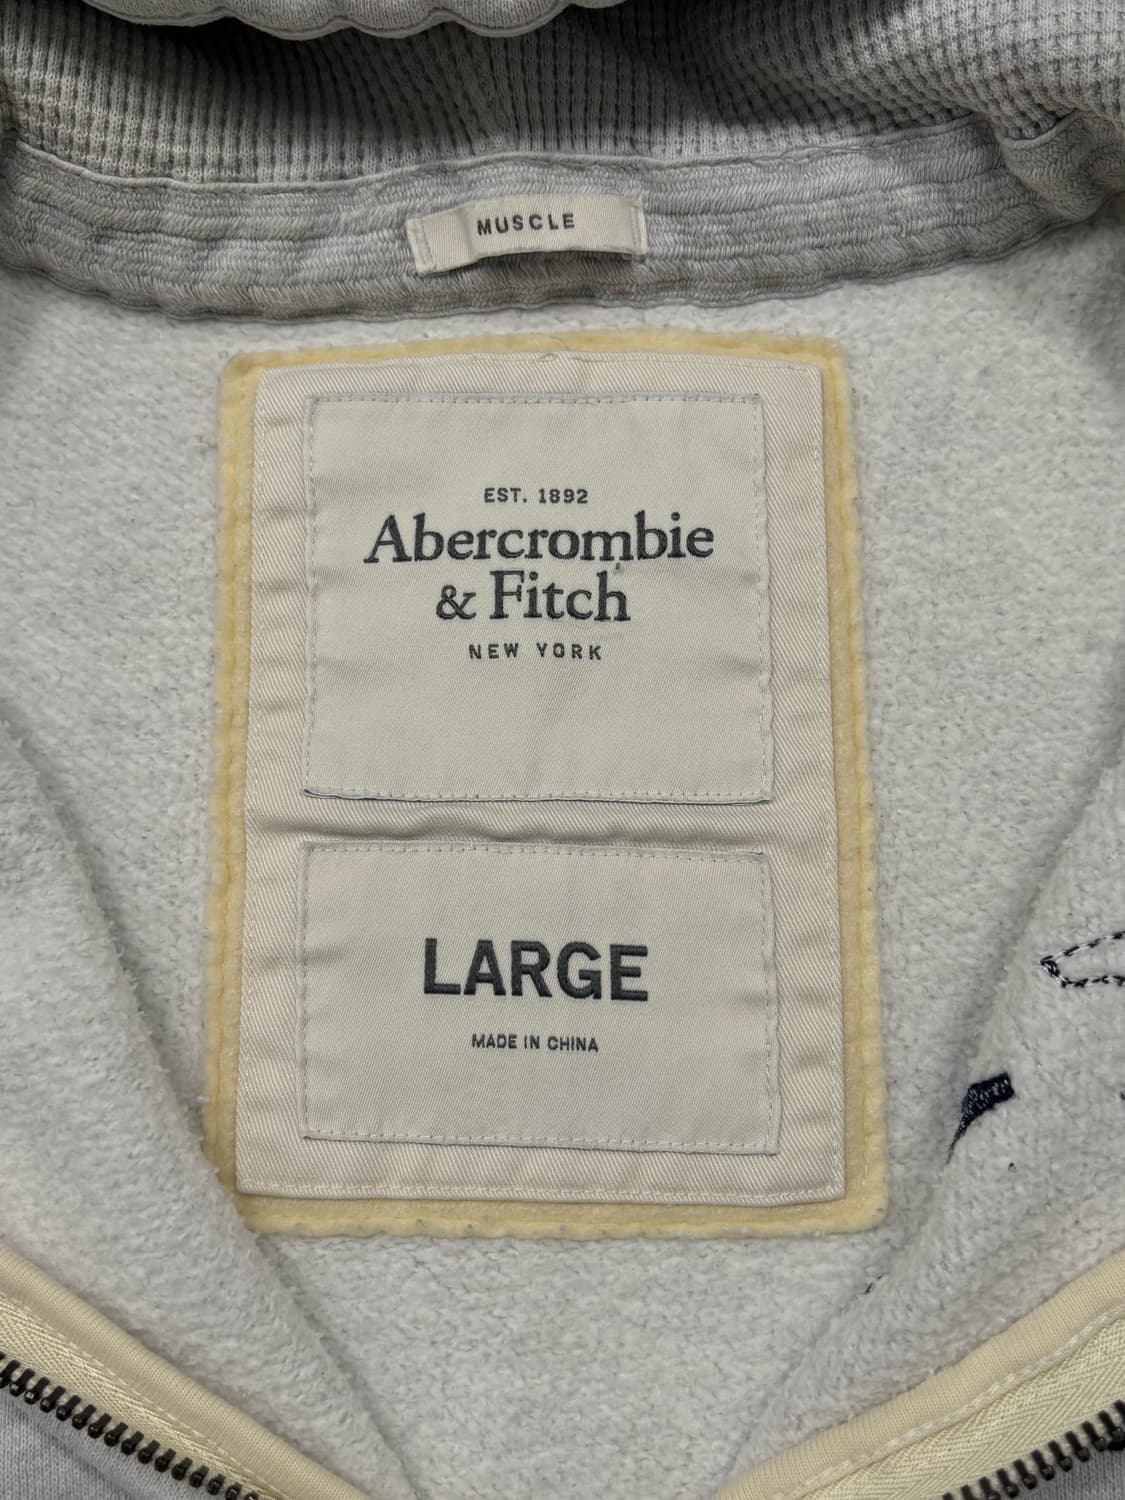 MUSCLE
EST. 1892
Abercrombie
& Fitch
NEW YORK
LARGE
MADE IN CHINA